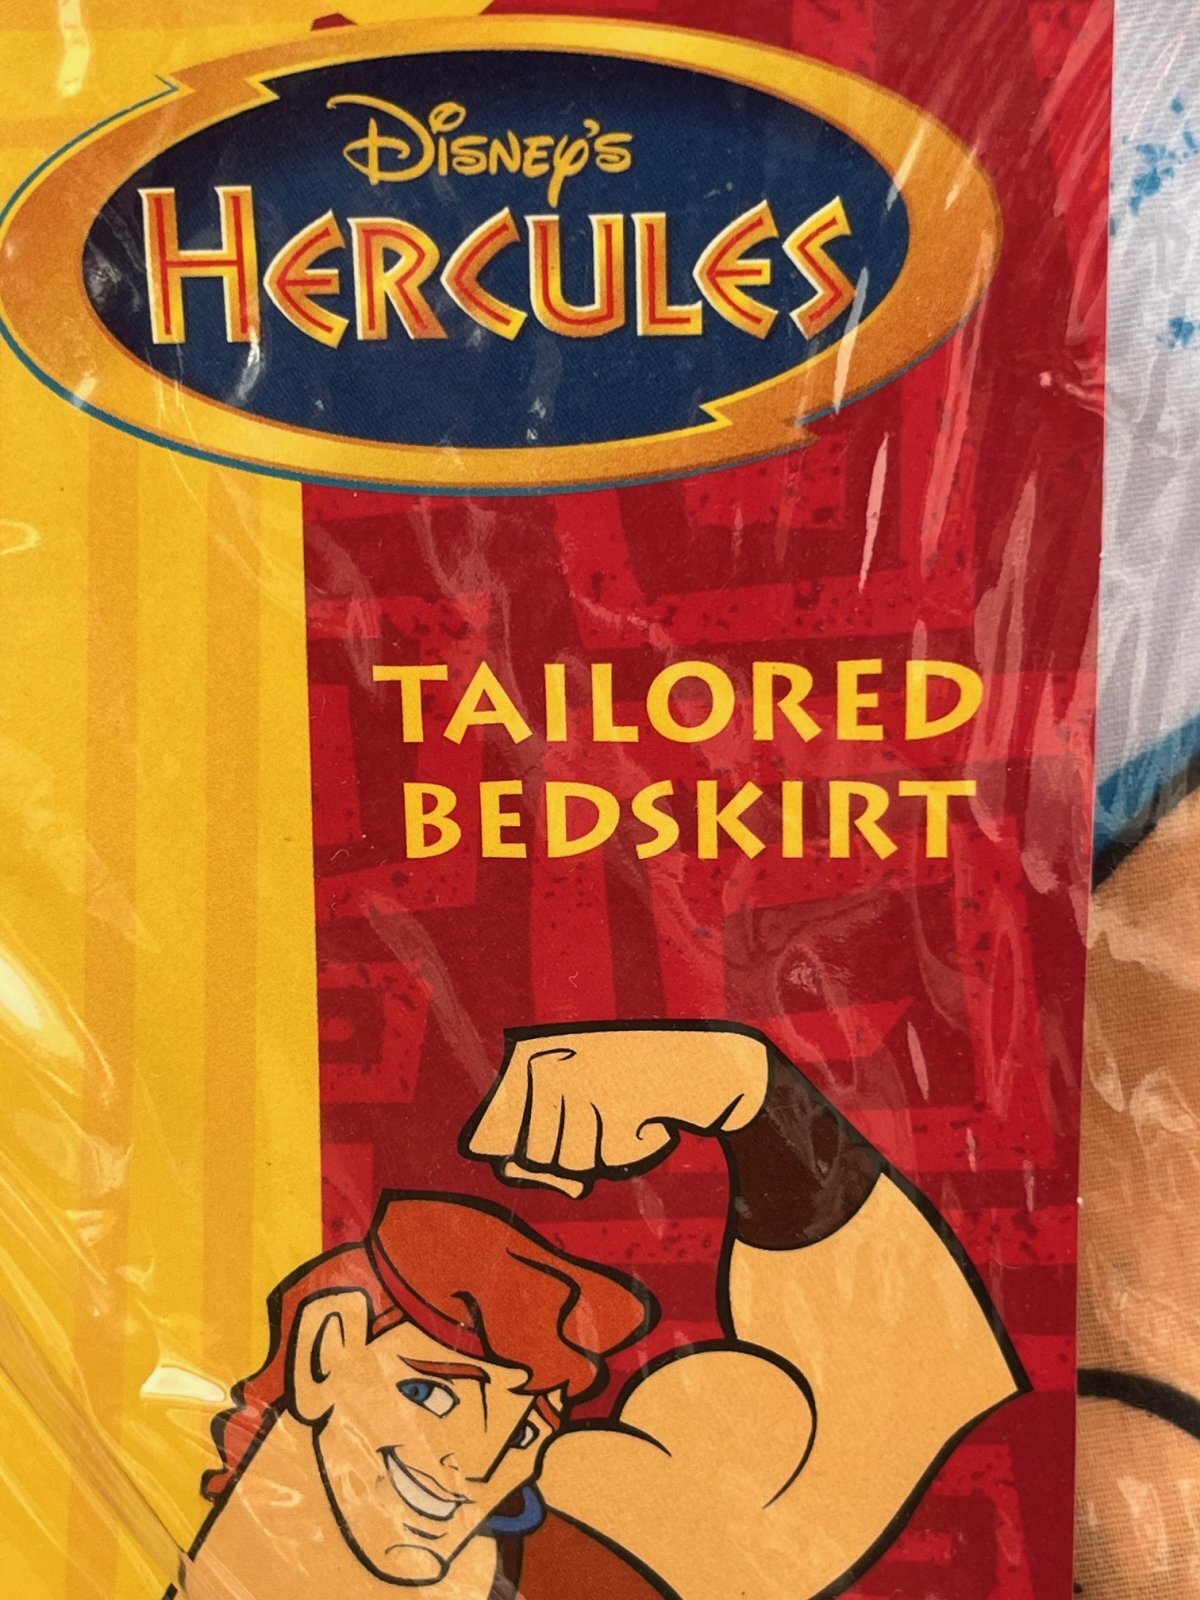 DISNEY'S
HERCULES
TAILORED
BEDSKIRT